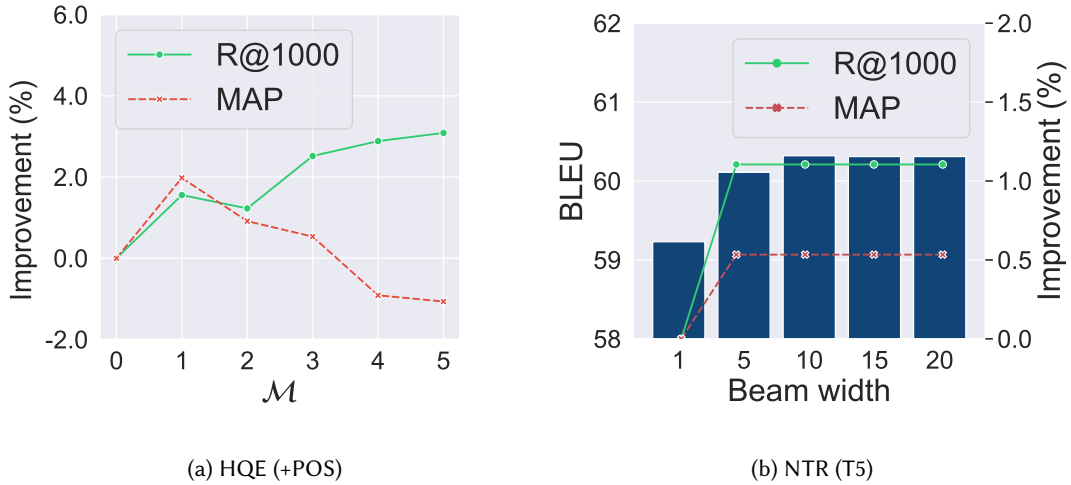 6.0
4.0
2.0
0.0
-2.0
Improvement (%)
R@1000
MAP
0 1 2 3 4 5
ℳ
(a) HQE (+POS)
62
61
60
59
58
BLEU
R@1000
MAP
2.0
1.5
1.0
0.5
0.0
Improvement (%)
1 5 10 15 20
Beam width
(b) NTR (T5)